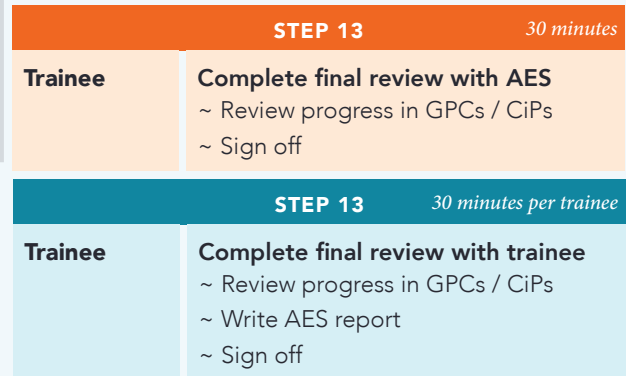 STEP 13 30 minutes
Trainee Complete final review with AES
~ Review progress in GPCs / CiPs
~ Sign off
STEP 13 30 minutes per trainee
Trainee Complete final review with trainee
~ Review progress in GPCs / CiPs
~ Write AES report
~ Sign off